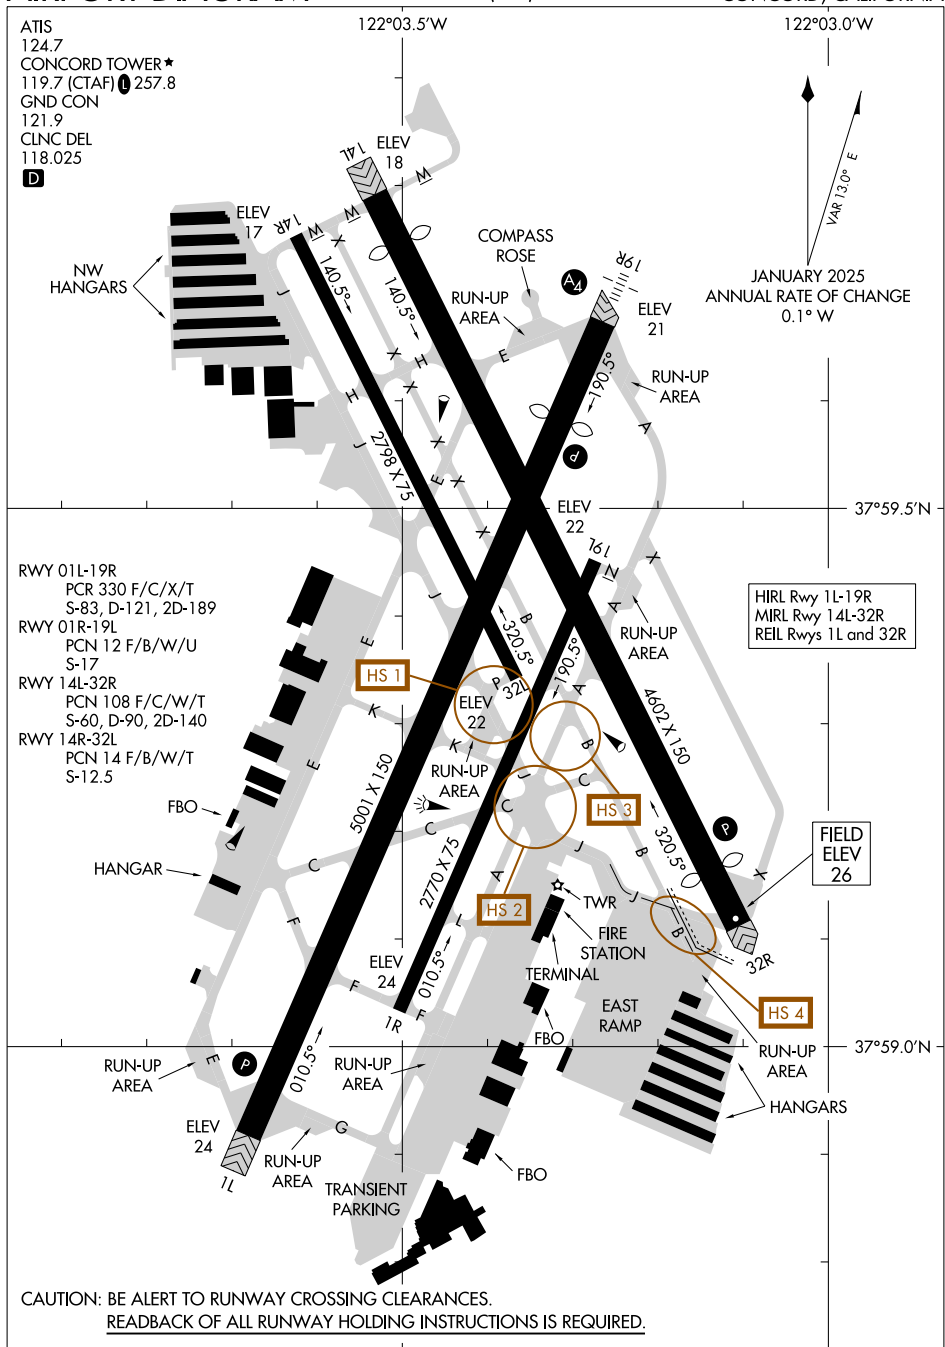 122°03.5'W
122°03.0'W
ATIS
124.7
CONCORD TOWER★
119.7 (CTAF) L 257.8
GND CON
121.9
CLNC DEL
118.025
D
VAR 13.0° E
JANUARY 2025
ANNUAL RATE OF CHANGE
0.1° W
14L
ELEV
18
W
W
W
X
ELEV
17
14R
NW
HANGARS
J
140.5°
140.5°
COMPASS
ROSE
A4
19R
ELEV
21
RUN-UP
AREA
E
X
H
X
H
J
190.5°
RUN-UP
AREA
A
2798 X 75
X
E
X
X
P
ELEV
22
37°59.5'N
19L
Z
A
X
RUN-UP
AREA
RWY 01L-19R
PCR 330 F/C/X/T
S-83, D-121, 2D-189
RWY 01R-19L
PCN 12 F/B/W/U
S-17
RWY 14L-32R
PCN 108 F/C/W/T
S-60, D-90, 2D-140
RWY 14R-32L
PCN 14 F/B/W/T
S-12.5
HIRL Rwy 1L-19R
MIRL Rwy 14L-32R
REIL Rwys 1L and 32R
J
B
320.5°
190.5°
E
HS 1
P
32L
A
ELEV
22
K
K
B
4602 X 150
RUN-UP
AREA
E
J
C
C
C
HS 3
FBO
5001 X 150
2770 X 75
P
320.5°
FIELD
ELEV
26
HANGAR
C
A
J
B
J
B
X
HS 2
TWR
FIRE
STATION
TERMINAL
F
L
32R
ELEV
24
010.5°
F
F
1R
EAST
RAMP
FBO
HS 4
RUN-UP
AREA
HANGARS
37°59.0'N
E
RUN-UP
AREA
P
010.5°
RUN-UP
AREA
ELEV
24
G
1L
RUN-UP
AREA
TRANSIENT
PARKING
FBO
CAUTION: BE ALERT TO RUNWAY CROSSING CLEARANCES.
READBACK OF ALL RUNWAY HOLDING INSTRUCTIONS IS REQUIRED.